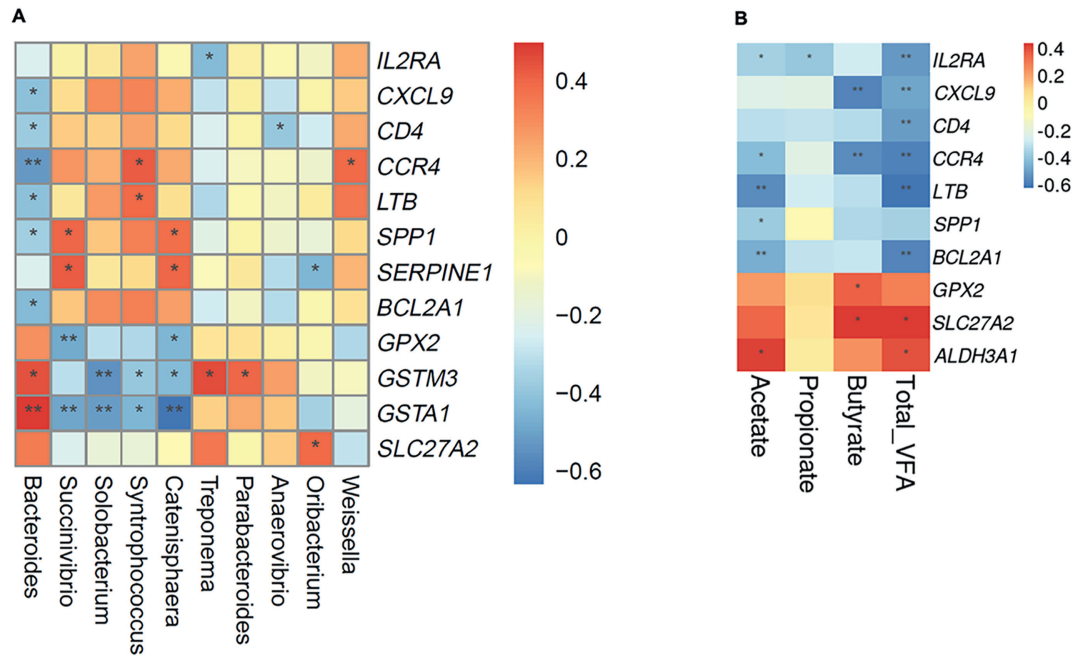 A
* IL2RA
* CXCL9
* * CD4
** * * CCR4
* * LTB
* * * SPP1
* * * SERPINE1
* BCL2A1
** * GPX2
* ** * * * * GSTM3
** ** ** * ** GSTA1
* SLC27A2
Bacteroides
Succinivibrio
Solobacterium
Syntrophococcus
Catenisphaera
Treponema
Parabacteroides
Anaerovibrio
Oribacterium
Weissella
0.4
0.2
0
−0.2
−0.4
−0.6
B
* * ** IL2RA
** ** CXCL9
** CD4
* ** ** CCR4
** ** LTB
* SPP1
** ** BCL2A1
* GPX2
** * SLC27A2
* * ALDH3A1
Acetate
Propionate
Butyrate
Total_VFA
0.4
0.2
0
-0.2
-0.4
-0.6